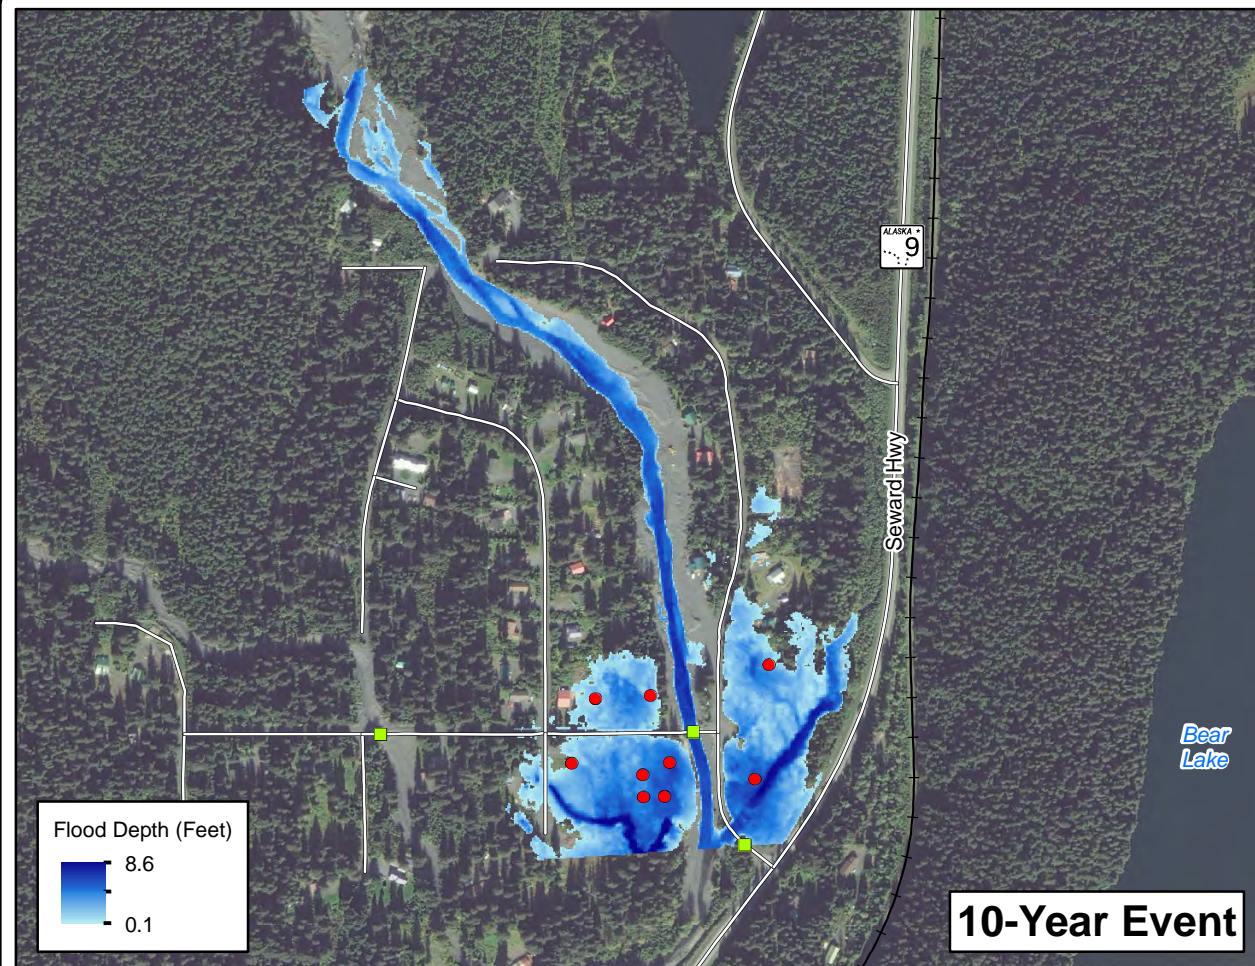 ALASKA
9
Seward Hwy
Bear
Lake
Flood Depth (Feet)
8.6
0.1
10-Year Event